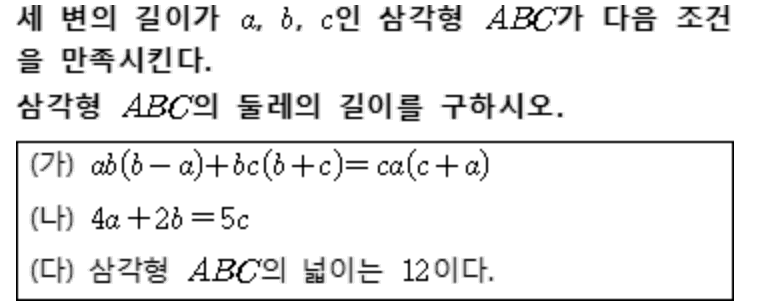 세 변의 길이가 a, b, c인 삼각형 ABC가 다음 조건
을 만족시킨다.
삼각형 ABC의 둘레의 길이를 구하시오.
(가) ab(b-a)+bc(b+c)=ca(c+a)
(나) 4a+2b=5c
(다) 삼각형 ABC의 넓이는 12이다.